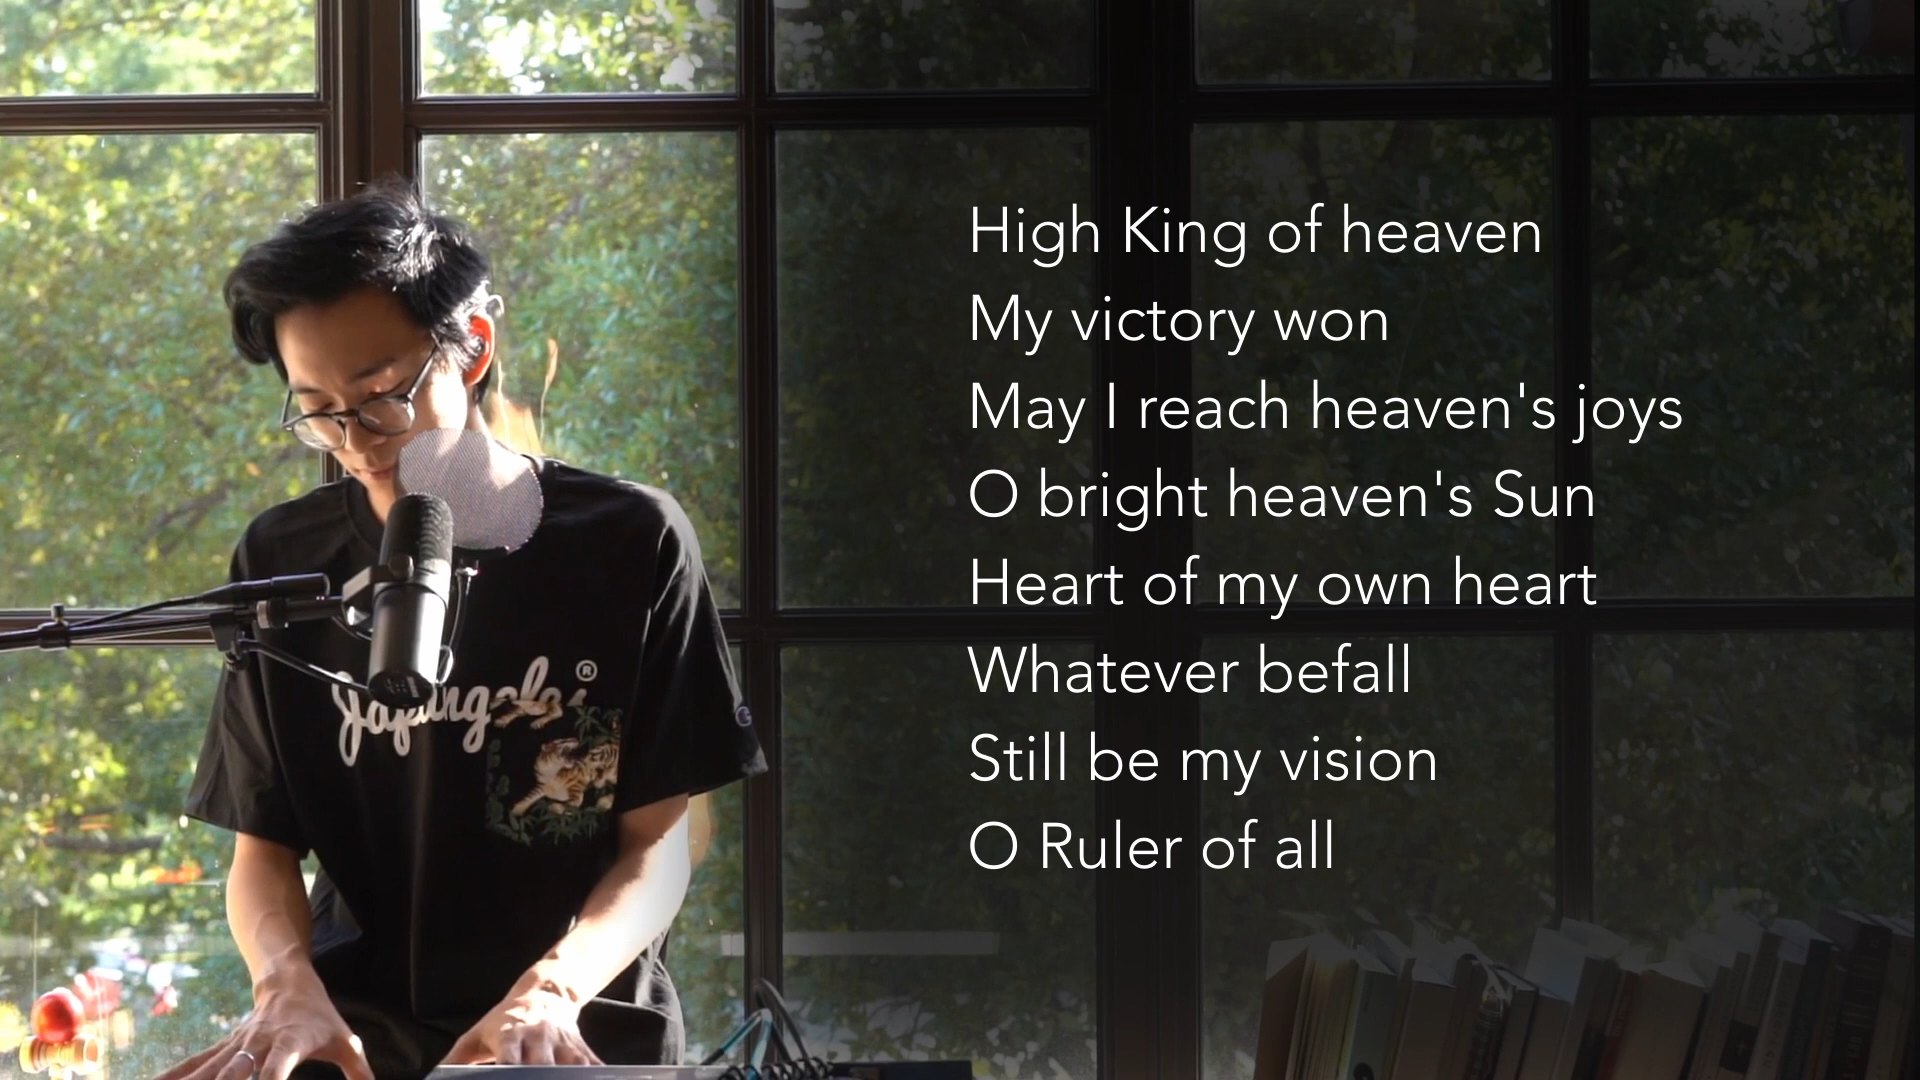 High King of heaven
My victory won
May I reach heaven's joys
O bright heaven's Sun
Heart of my own heart
Whatever befall
Still be my vision
O Ruler of all
®